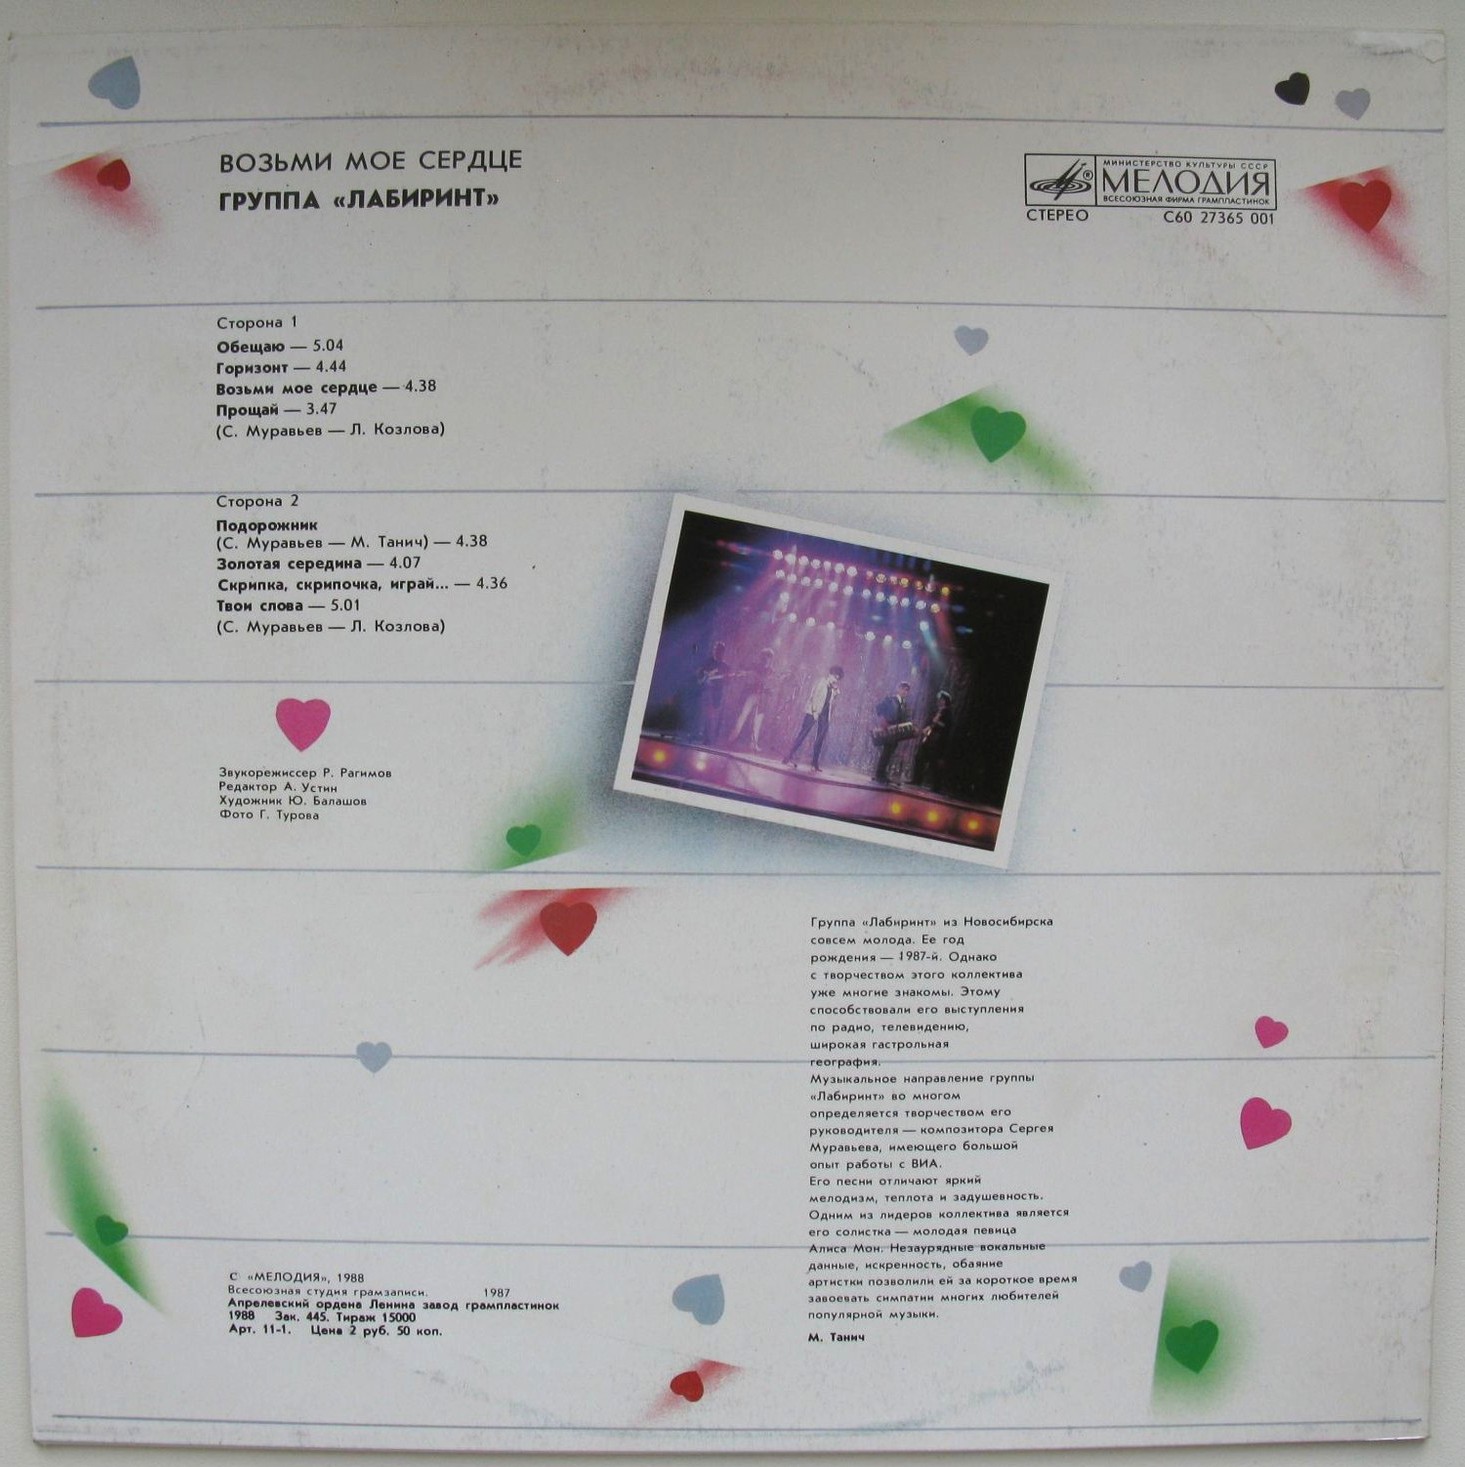 ВОЗЬМИ МОЕ СЕРДЦЕ
ГРУППА «ЛАБИРИНТ»
МИНИСТЕРСТВО КУЛЬТУРЫ СССР
МЕЛОДИЯ
ВСЕСОЮЗНАЯ ФИРМА ГРАМПЛАСТИНОК
СТЕРЕО С60 27365 001
Сторона 1
Обещаю — 5.04
Горизонт — 4.44
Возьми мое сердце — 4.38
Прощай — 3.47
(С. Муравьев — Л. Козлова)
Сторона 2
Подорожник
(С. Муравьев — М. Танич) — 4.38
Золотая середина — 4.07
Скрипка, скрипочка, играй... — 4.36
Твои слова — 5.01
(С. Муравьев — Л. Козлова)
Звукорежиссер Р. Рагимов
Редактор А. Устин
Художник Ю. Балашов
Фото Г. Турова
Группа «Лабиринт» из Новосибирска
совсем молода. Ее год
рождения — 1987-й. Однако
с творчеством этого коллектива
уже многие знакомы. Этому
способствовали его выступления
по радио, телевидению,
широкая гастрольная
география.
Музыкальное направление группы
«Лабиринт» во многом
определяется творчеством его
руководителя — композитора Сергея
Муравьева, имеющего большой
опыт работы с ВИА.
Его песни отличают яркий
мелодизм, теплота и задушевность.
Одним из лидеров коллектива является
его солистка — молодая певица
Алиса Мон. Незаурядные вокальные
данные, искренность, обаяние
артистки позволили ей за короткое время
завоевать симпатии многих любителей
популярной музыки.
М. Танич
С «МЕЛОДИЯ», 1988
Всесоюзная студия грамзаписи. 1987
Апрелевский ордена Ленина завод грампластинок
1988 Зак. 445. Тираж 15000
Арт. 11-1. Цена 2 руб. 50 коп.